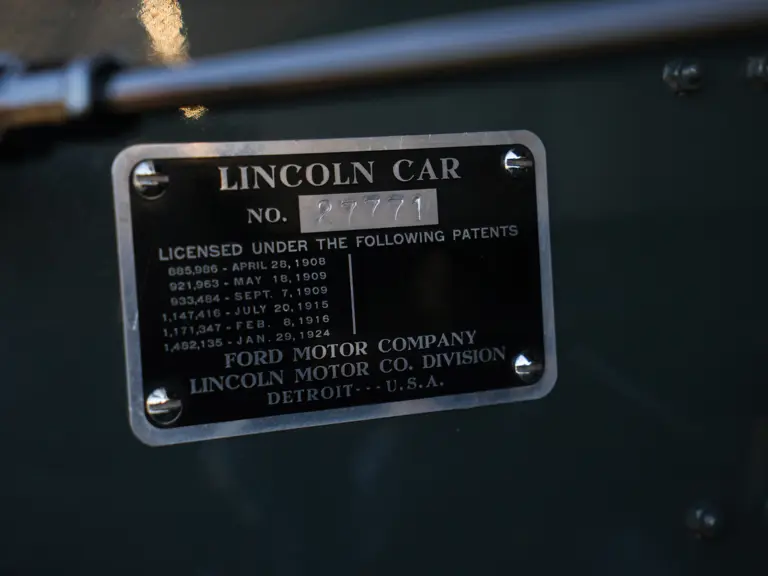 LINCOLN CAR
NO. 27771
LICENSED UNDER THE FOLLOWING PATENTS
885,986 - APRIL 28, 1908
921,963 - MAY 18, 1909
933,484 - SEPT. 7, 1909
1,147,416 - JULY 20, 1915
1,171,347 - FEB. 8, 1916
1,482,135 - JAN. 29, 1924
FORD MOTOR COMPANY
LINCOLN MOTOR CO. DIVISION
DETROIT---U.S.A.